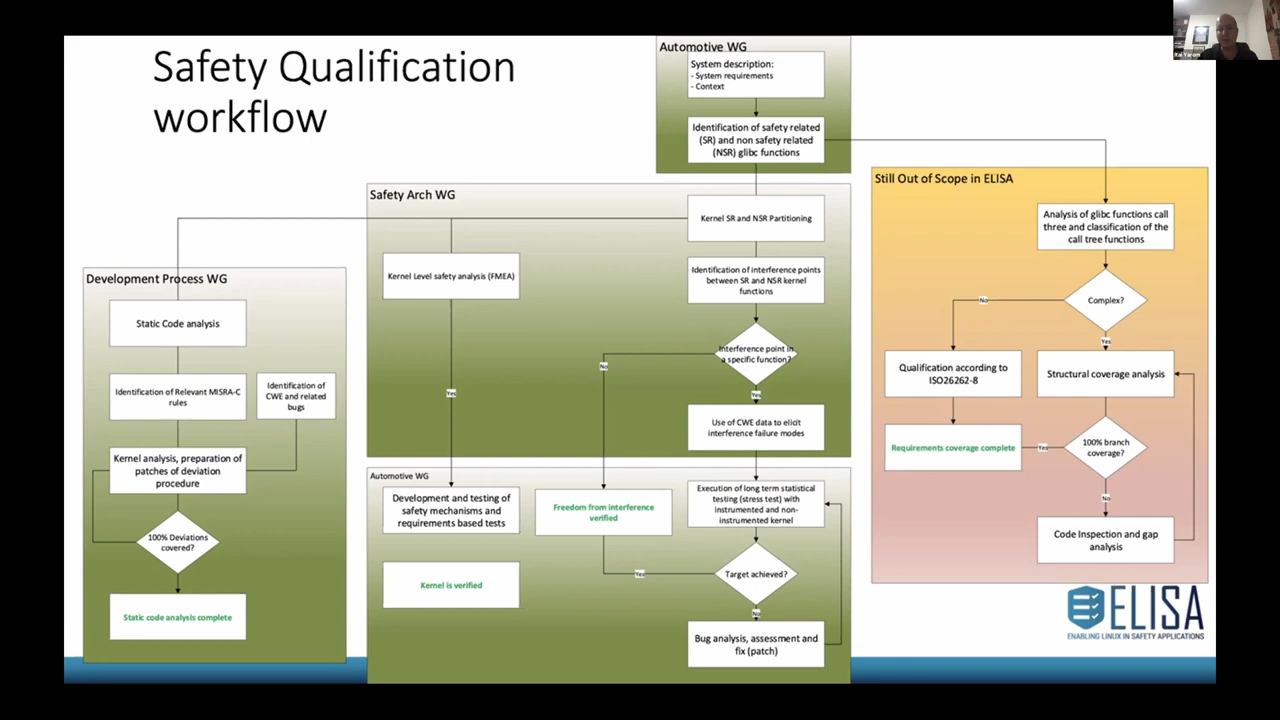 Safety Qualification
workflow
Automotive WG
System description:
- System requirements
- Context
Identification of safety related
(SR) and non safety related
(NSR) glibc functions
Safety Arch WG
Kernel SR and NSR Partitioning
Kernel Level safety analysis (FMEA)
Identification of interference points
between SR and NSR kernel
functions
Interference point in
a specific function?
No
Yes
Yes
Use of CWE data to elicit
interference failure modes
Development Process WG
Static Code analysis
Identification of Relevant MISRA-C
rules
Identification of
CWE and related
bugs
Kernel analysis, preparation of
patches of deviation
procedure
100% Deviations
covered?
Static code analysis complete
Automotive WG
Development and testing of
safety mechanisms and
requirements based tests
Kernel is verified
Freedom from interference
verified
Execution of long term statistical
testing (stress test) with
instrumented and non-
instrumented kernel
Target achieved?
Yes
No
Bug analysis, assessment and
fix (patch)
Still Out of Scope in ELISA
Analysis of glibc functions call
three and classification of the
call tree functions
Complex?
No
Yes
Qualification according to
ISO26262-8
Structural coverage analysis
Requirements coverage complete
Yes
100% branch
coverage?
No
Code Inspection and gap
analysis
ELISA
ENABLING LINUX IN SAFETY APPLICATIONS
Itai Yarom